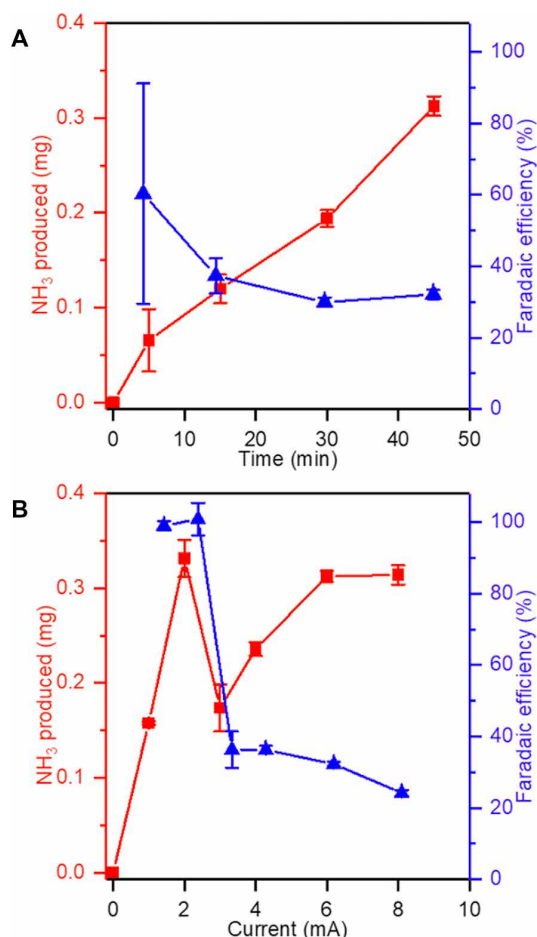 A
0.4
0.3
0.2
0.1
0.0
NH₃ produced (mg)
100
80
60
40
20
0
Faradaic efficiency (%)
0 10 20 30 40 50
Time (min)
B
0.4
0.3
0.2
0.1
0.0
NH₃ produced (mg)
100
80
60
40
20
0
Faradaic efficiency (%)
0 2 4 6 8 10
Current (mA)